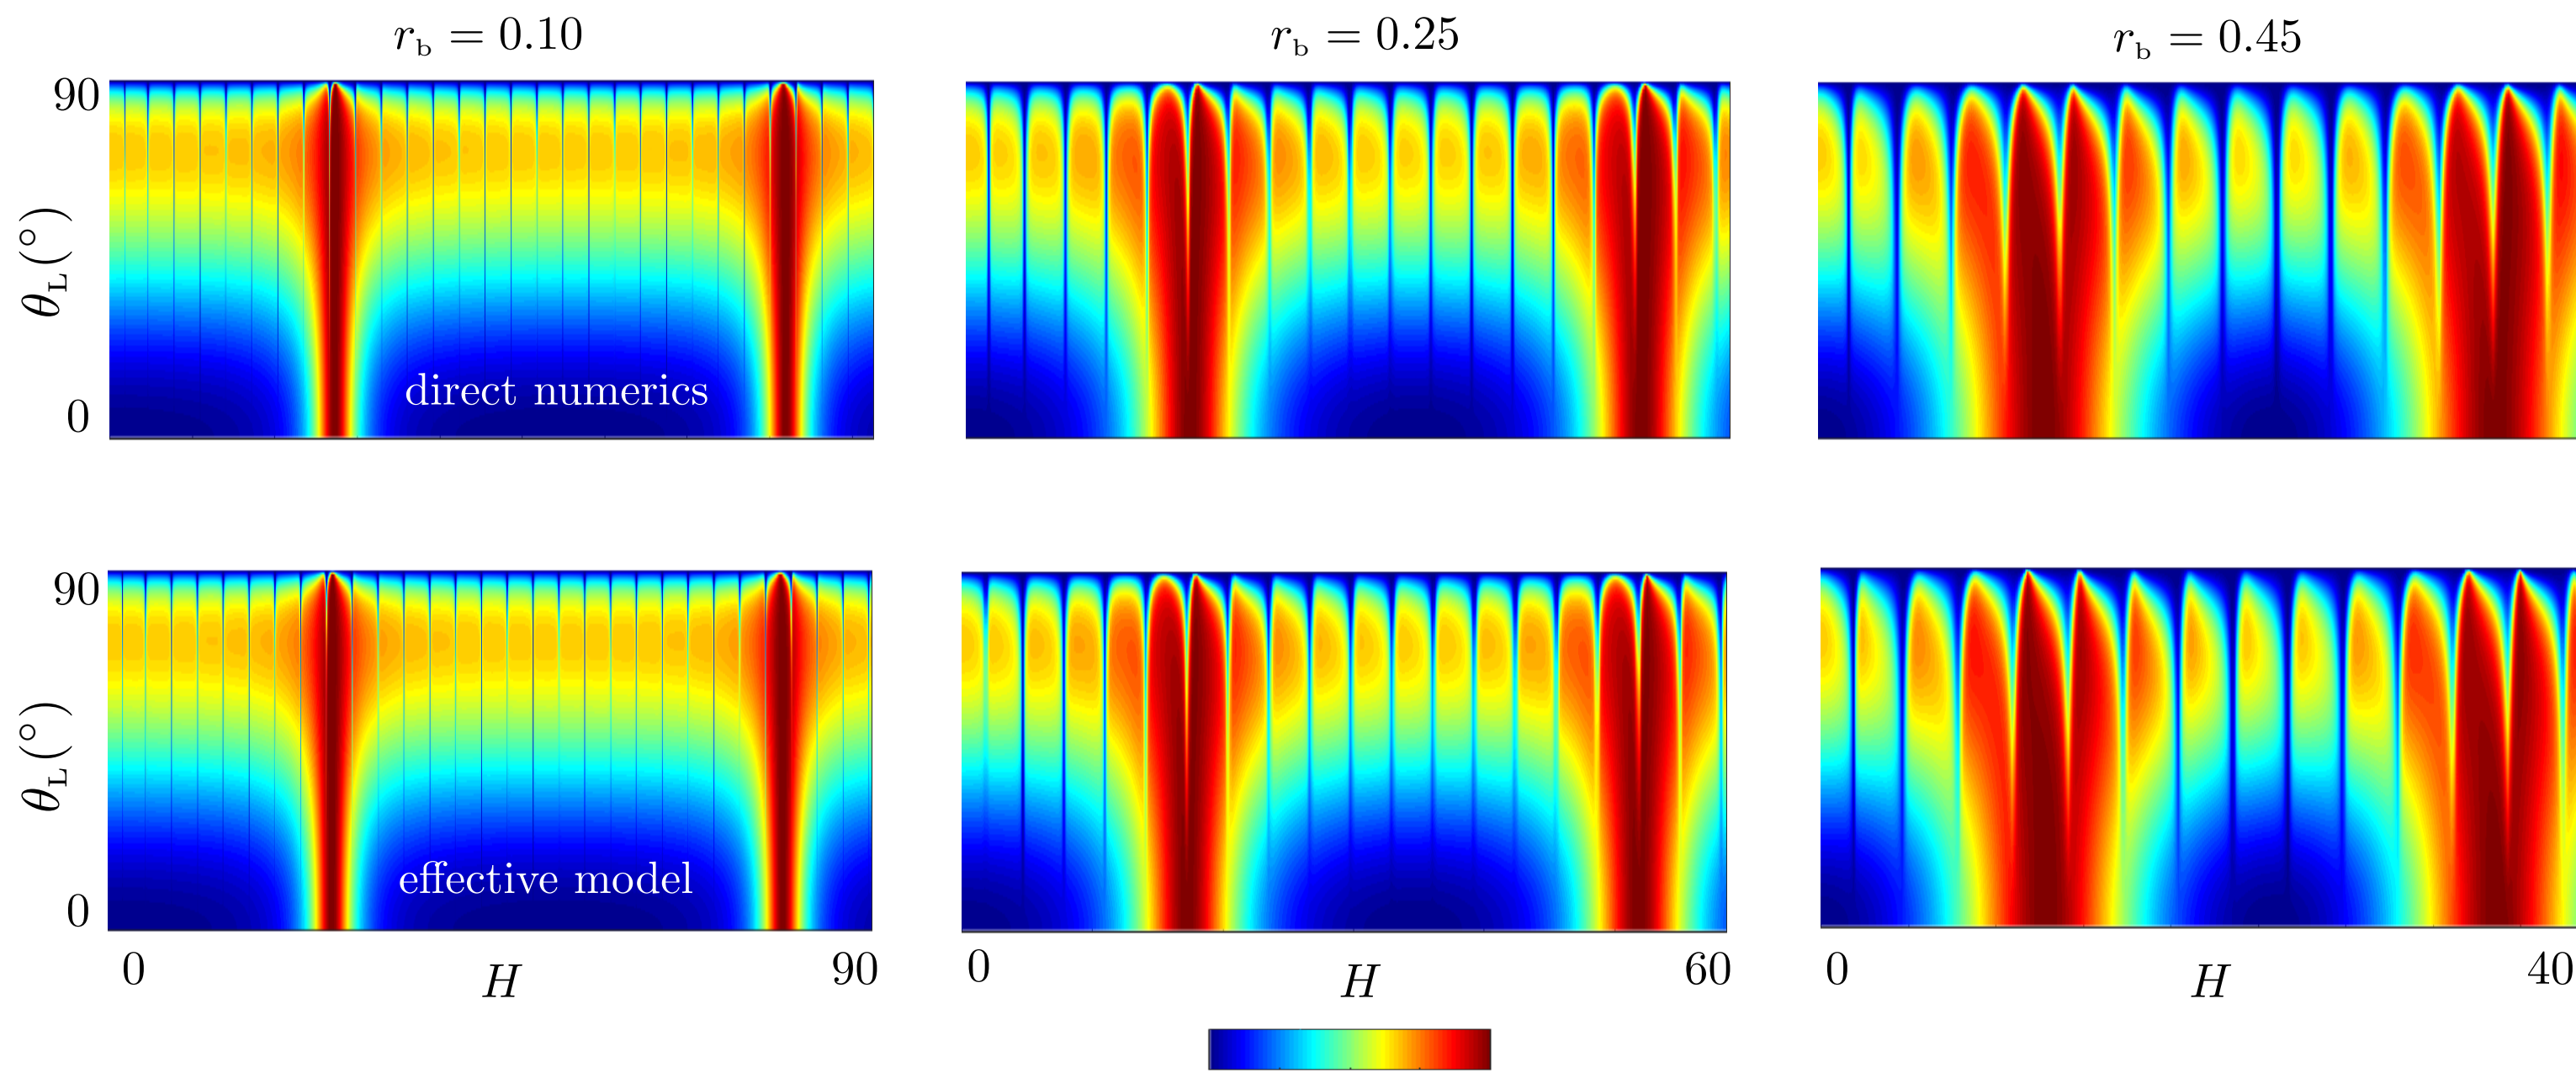 r_b = 0.10
r_b = 0.25
r_b = 0.45
90
θ_L (°)
0
direct numerics
90
θ_L (°)
0
effective model
0
H
90
0
H
60
0
H
40